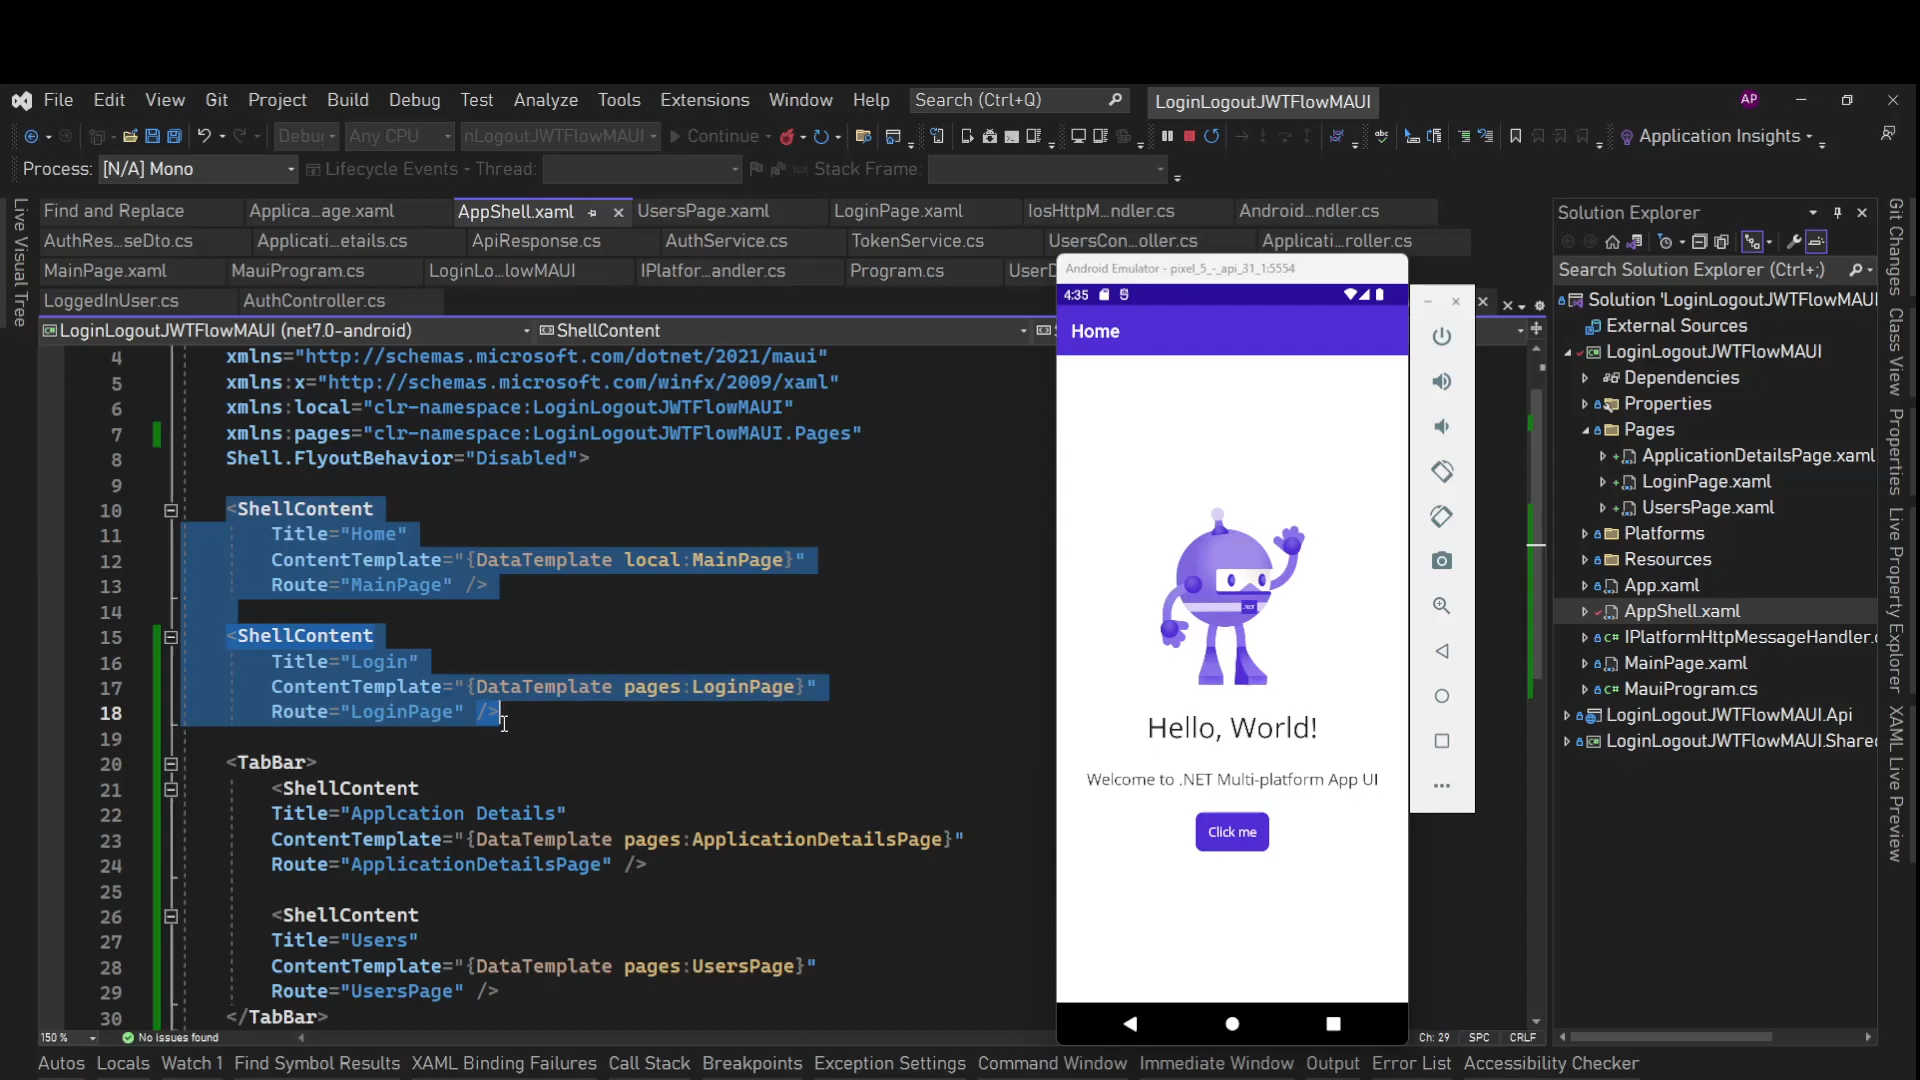 File Edit View Git Project Build Debug Test Analyze Tools Extensions Window Help Search (Ctrl+Q) LoginLogoutJWTFlowMAUI AP
Debug Any CPU nLogoutJWTFlowMAUI Continue Application Insights
Process: [N/A] Mono Lifecycle Events Thread: Stack Frame:
Live Visual Tree
Find and Replace Applica...age.xaml AppShell.xaml UsersPage.xaml LoginPage.xaml IosHttpM...ndler.cs Android...ndler.cs
AuthRes...seDto.cs Applicati...etails.cs ApiResponse.cs AuthService.cs TokenService.cs UsersCon...oller.cs Applicati...roller.cs
MainPage.xaml MauiProgram.cs LoginLo...lowMAUI IPlatfor...andler.cs Program.cs
LoggedInUser.cs AuthController.cs
LoginLogoutJWTFlowMAUI (net7.0-android) ShellContent
4 xmlns="http://schemas.microsoft.com/dotnet/2021/maui"
5 xmlns:x="http://schemas.microsoft.com/winfx/2009/xaml"
6 xmlns:local="clr-namespace:LoginLogoutJWTFlowMAUI"
7 xmlns:pages="clr-namespace:LoginLogoutJWTFlowMAUI.Pages"
8 Shell.FlyoutBehavior="Disabled">
9
10 <ShellContent
11 Title="Home"
12 ContentTemplate="{DataTemplate local:MainPage}"
13 Route="MainPage" />
14
15 <ShellContent
16 Title="Login"
17 ContentTemplate="{DataTemplate pages:LoginPage}"
18 Route="LoginPage" />
19
20 <TabBar>
21 <ShellContent
22 Title="Applcation Details"
23 ContentTemplate="{DataTemplate pages:ApplicationDetailsPage}"
24 Route="ApplicationDetailsPage" />
25
26 <ShellContent
27 Title="Users"
28 ContentTemplate="{DataTemplate pages:UsersPage}"
29 Route="UsersPage" />
30 </TabBar>
150 % No issues found Ch: 29 SPC CRLF
Android Emulator - pixel_5_-_api_31_1:5554
4:35
Home
.NET
Hello, World!
Welcome to .NET Multi-platform App UI
Click me
Solution Explorer
Search Solution Explorer (Ctrl+;)
Solution 'LoginLogoutJWTFlowMAUI
External Sources
LoginLogoutJWTFlowMAUI
Dependencies
Properties
Pages
ApplicationDetailsPage.xaml
LoginPage.xaml
UsersPage.xaml
Platforms
Resources
App.xaml
AppShell.xaml
C# IPlatformHttpMessageHandler.c
MainPage.xaml
C# MauiProgram.cs
LoginLogoutJWTFlowMAUI.Api
LoginLogoutJWTFlowMAUI.Share
Git Changes
Class View
Properties
Live Property Explorer
XAML Live Preview
Autos Locals Watch 1 Find Symbol Results XAML Binding Failures Call Stack Breakpoints Exception Settings Command Window Immediate Window Output Error List Accessibility Checker